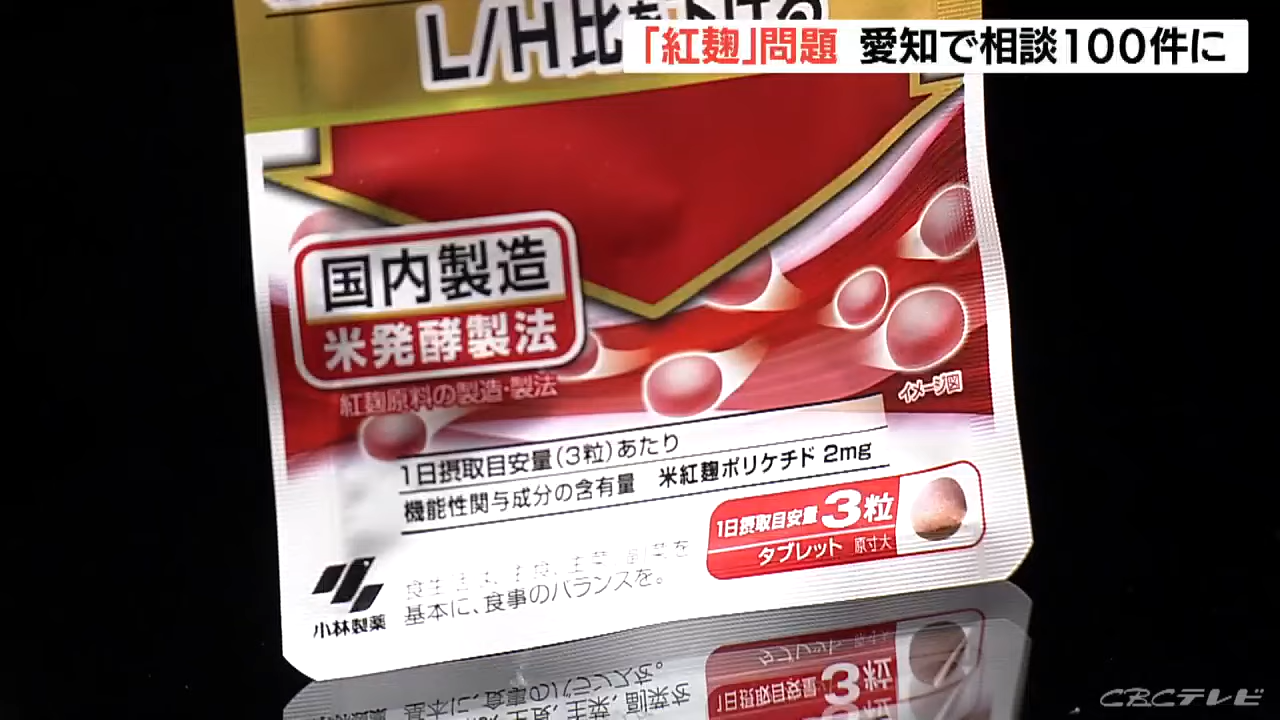 L/H比を下げる
「紅麹」問題 愛知で相談100件に
国内製造
米発酵製法
紅麹原料の製造・製法
イメージ図
1日摂取目安量(3粒)あたり
機能性関与成分の含有量 米紅麹ポリケチド 2mg
1日摂取目安量 3粒
タブレット 原寸大
基本に、食事のバランスを。
小林製薬
CBCテレビ